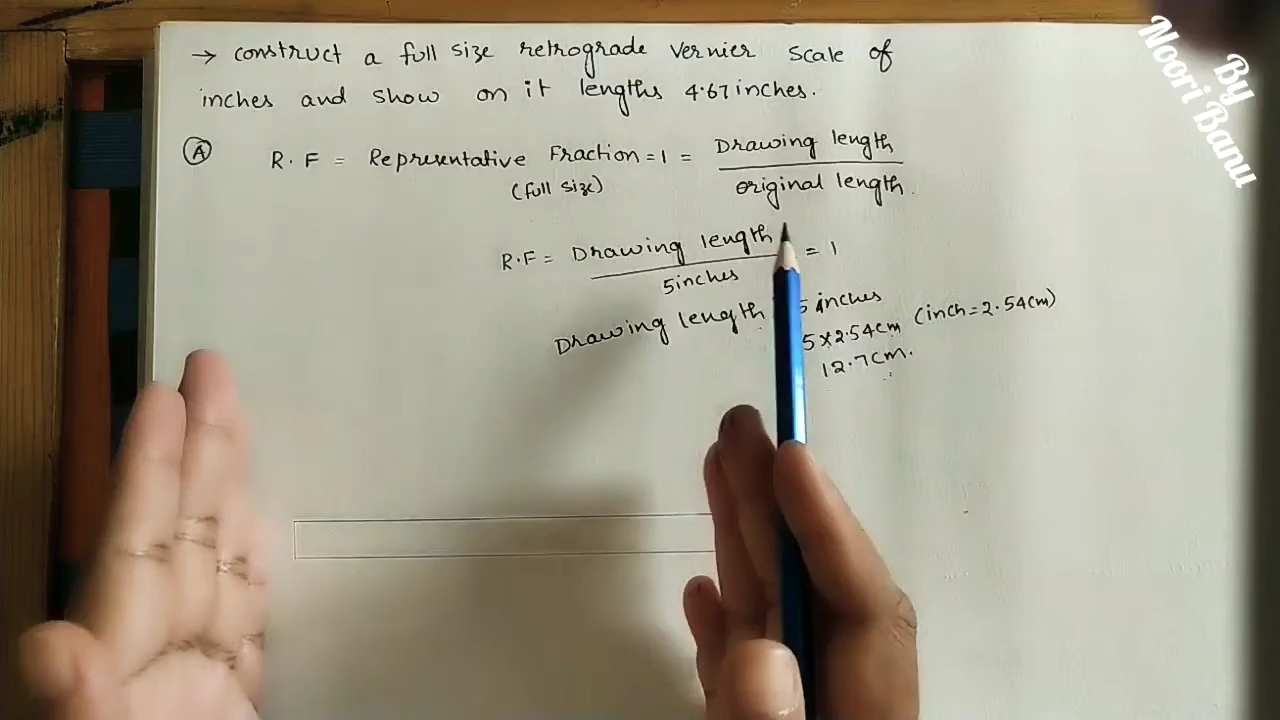 → construct a full size retrograde vernier scale of
inches and show on it lengths 4.67 inches.
A
R.F = Representative Fraction = 1 = Drawing length
(full size) original length.
R.F = Drawing length = 1
5inches
Drawing length 5 inches
5x2.54cm (inch=2.54cm)
12.7cm.
By
Noori Banu